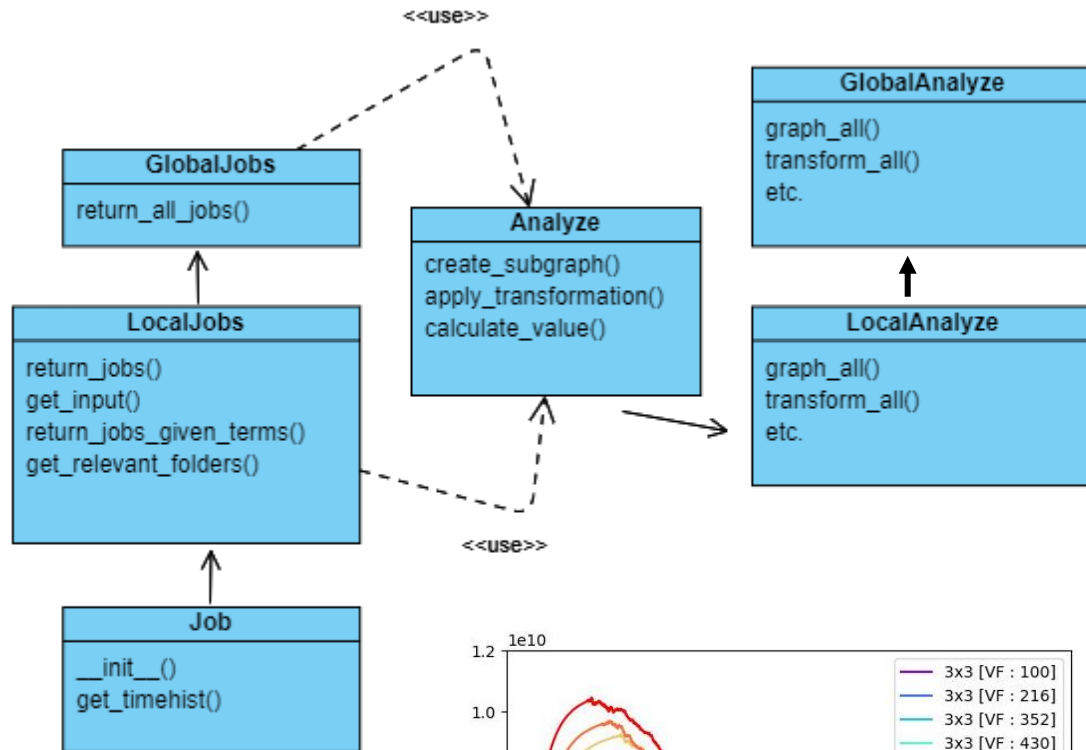 <<use>>
GlobalJobs
return_all_jobs()
LocalJobs
return_jobs()
get_input()
return_jobs_given_terms()
get_relevant_folders()
Job
__init__()
get_timehist()
Analyze
create_subgraph()
apply_transformation()
calculate_value()
<<use>>
GlobalAnalyze
graph_all()
transform_all()
etc.
LocalAnalyze
graph_all()
transform_all()
etc.
1e10
1.2
1.0
3x3 [VF : 100]
3x3 [VF : 216]
3x3 [VF : 352]
3x3 [VF : 430]